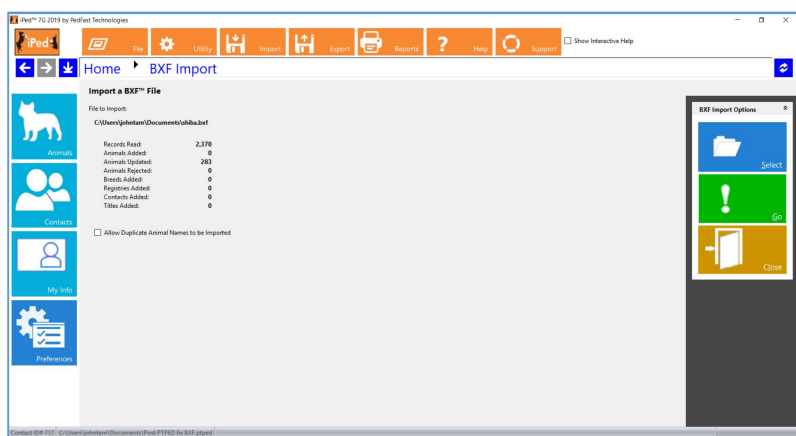 iPed™ 7G 2019 by PedFast Technologies
iPed
File
Utility
Import
Export
Reports
?
Help
Support
Show Interactive Help
Home
BXF Import
Import a BXF™ File
File to Import:
C:\Users\johntam\Documents\shiba.bxf
Records Read: 2,370
Animals Added: 0
Animals Updated: 283
Animals Rejected: 0
Breeds Added: 0
Registries Added: 0
Contacts Added: 0
Titles Added: 0
Allow Duplicate Animal Names to be Imported
Animals
Contacts
My Info
Preferences
BXF Import Options
Select
Go
Close
Contact ID# 717 C:\Users\johntam\Documents\Post PTPED fix BXF.ptped